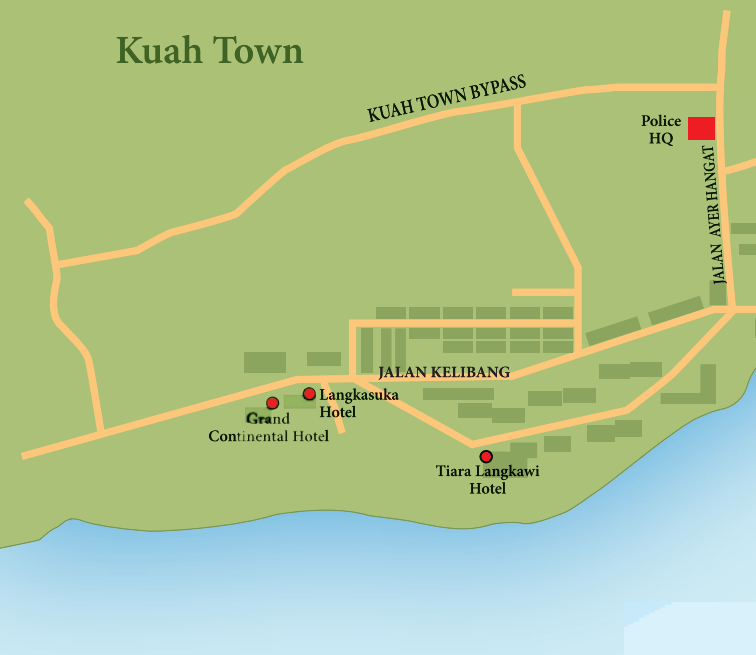 Kuah Town
KUAH TOWN BYPASS
Police
HQ
JALAN AYER HANGAT
JALAN KELIBANG
Langkasuka
Hotel
Grand
Continental Hotel
Tiara Langkawi
Hotel